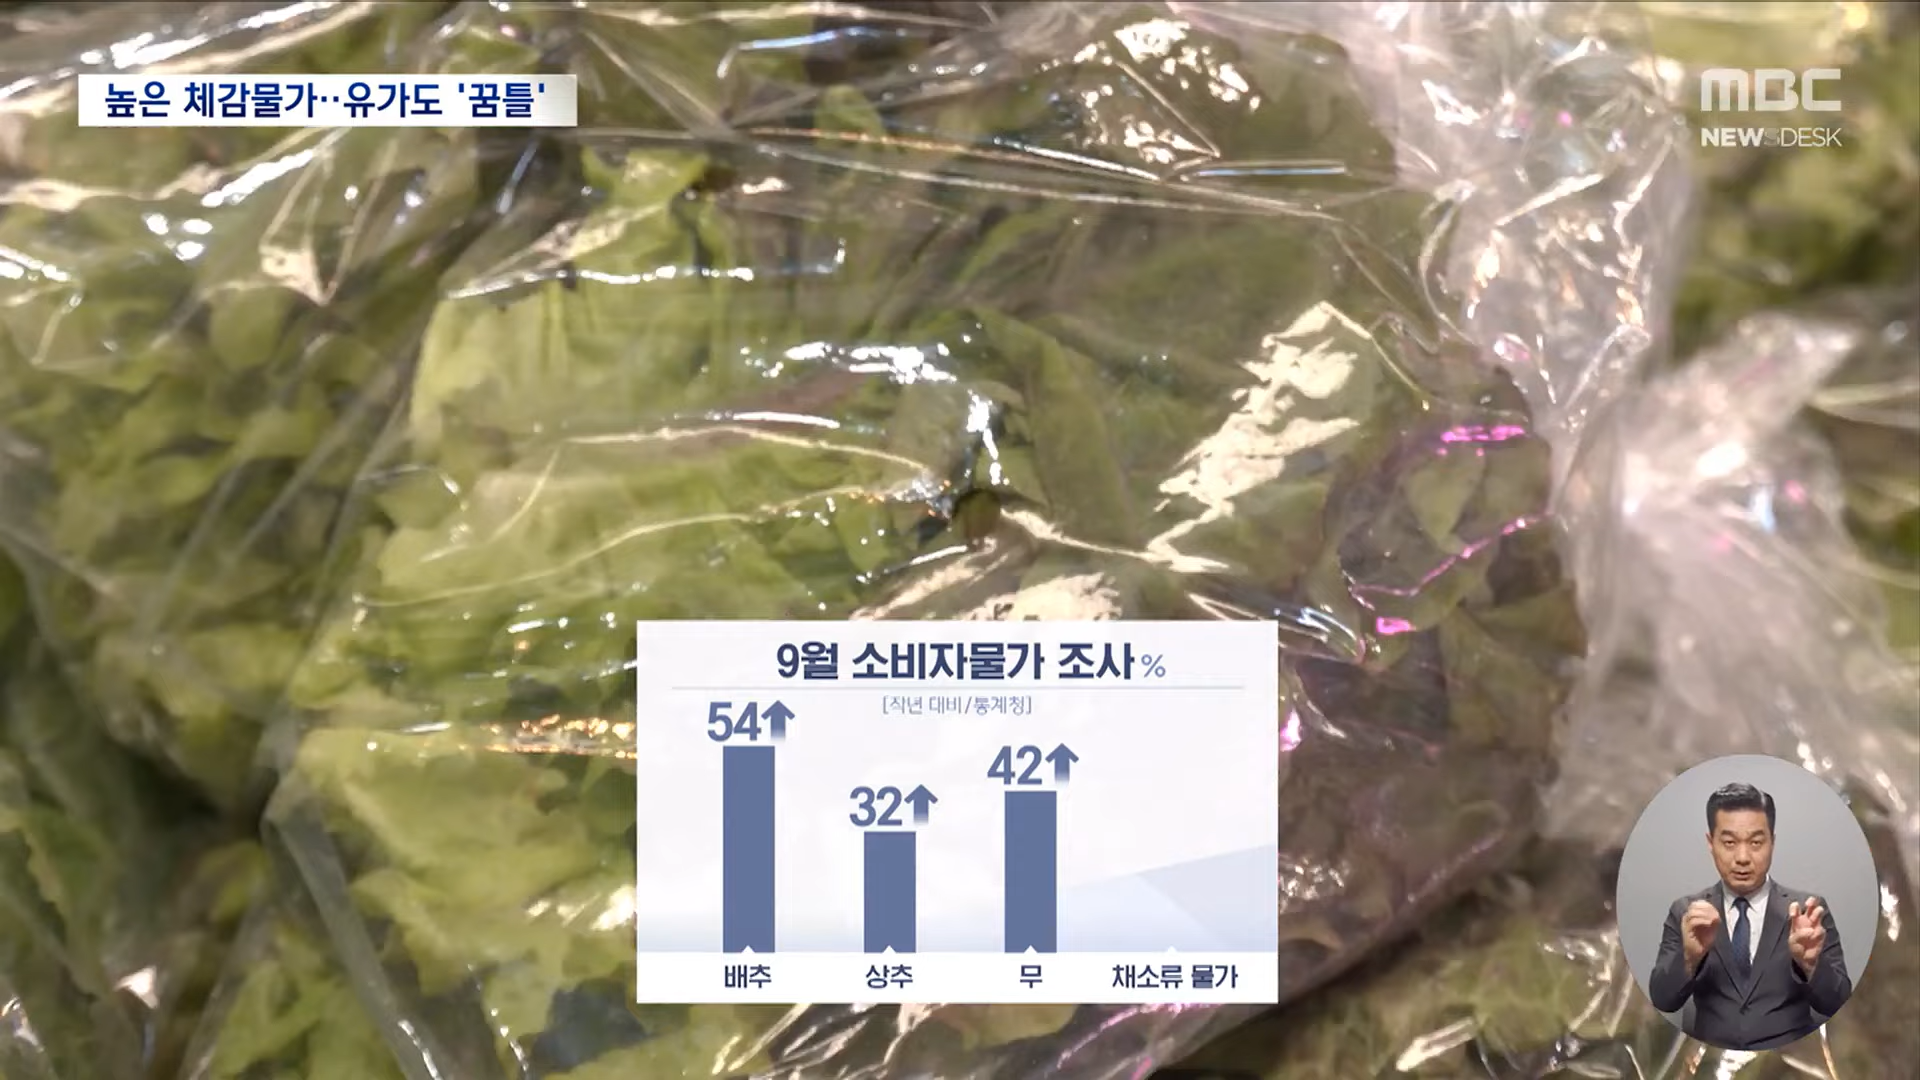 높은 체감물가··유가도 '꿈틀'
MBC
NEWSDESK
9월 소비자물가 조사 %
[작년 대비/통계청]
54
32
42
배추
상추
무
채소류 물가